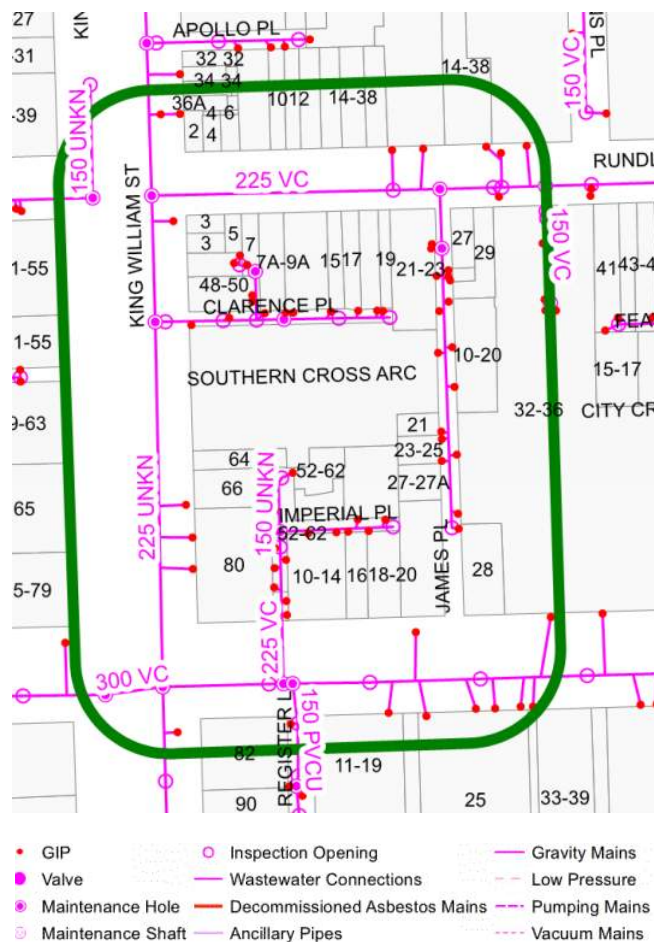 27
KIN
APOLLO PL
IS PL
-31
32 32
14-38
34 34
150 VC
-39
36A
4 6
1012
14-38
2
4
150 UNKN
225 VC
RUNDL
KING WILLIAM ST
3
5
27
150 VC
3
7
29
1-55
7A-9A
1517
19
21-23
41
43-4
48-50
CLARENCE PL
FEA
1-55
10-20
15-17
SOUTHERN CROSS ARC
32-36
CITY CR
9-63
21
64
23-25
52-62
66
27-27A
65
225 UNKN
150 UNKN
IMPERIAL PL
52-62
80
10-14
16
18-20
28
5-79
JAMES PL
225 VC
300 VC
REGISTER L
150 PVCU
82
11-19
90
25
33-39
GIP
Inspection Opening
Gravity Mains
Valve
Wastewater Connections
Low Pressure
Maintenance Hole
Decommissioned Asbestos Mains
Pumping Mains
Maintenance Shaft
Ancillary Pipes
Vacuum Mains